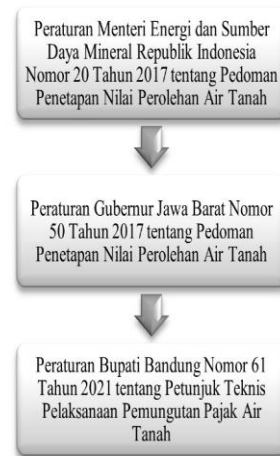 Peraturan Menteri Energi dan Sumber
Daya Mineral Republik Indonesia
Nomor 20 Tahun 2017 tentang Pedoman
Penetapan Nilai Perolehan Air Tanah
Peraturan Gubernur Jawa Barat Nomor
50 Tahun 2017 tentang Pedoman
Penetapan Nilai Perolehan Air Tanah
Peraturan Bupati Bandung Nomor 61
Tahun 2021 tentang Petunjuk Teknis
Pelaksanaan Pemungutan Pajak Air
Tanah